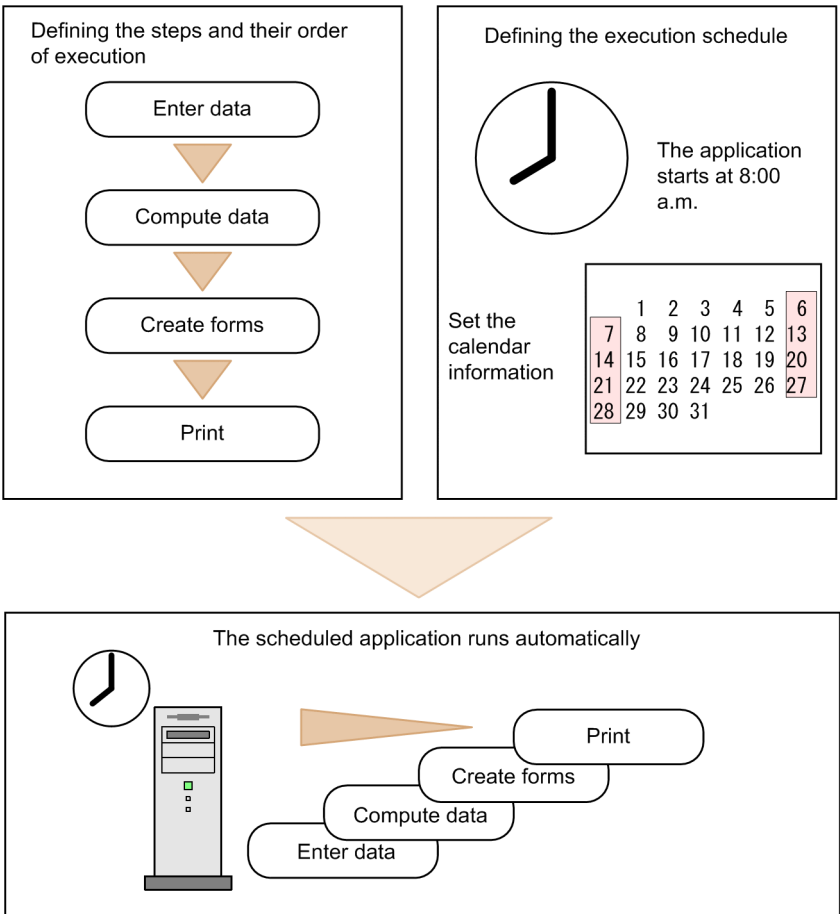 Defining the steps and their order
of execution
Enter data
Compute data
Create forms
Print
Defining the execution schedule
The application
starts at 8:00
a.m.
Set the
calendar
information
1 2 3 4 5 6
7 8 9 10 11 12 13
14 15 16 17 18 19 20
21 22 23 24 25 26 27
28 29 30 31
The scheduled application runs automatically
Print
Create forms
Compute data
Enter data